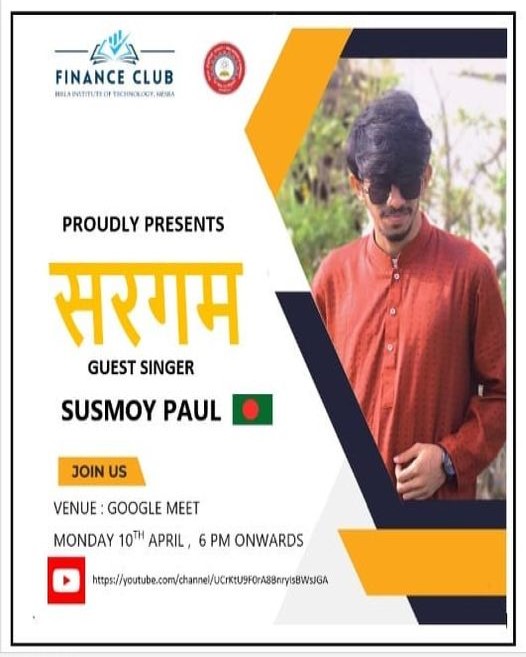 FINANCE CLUB
BIRLA INSTITUTE OF TECHNOLOGY, MESRA
PROUDLY PRESENTS
सरगम
GUEST SINGER
SUSMOY PAUL
JOIN US
VENUE : GOOGLE MEET
MONDAY 10TH APRIL , 6 PM ONWARDS
https://youtube.com/channel/UCrKtU9F0rA8BnryIsBWsJGA